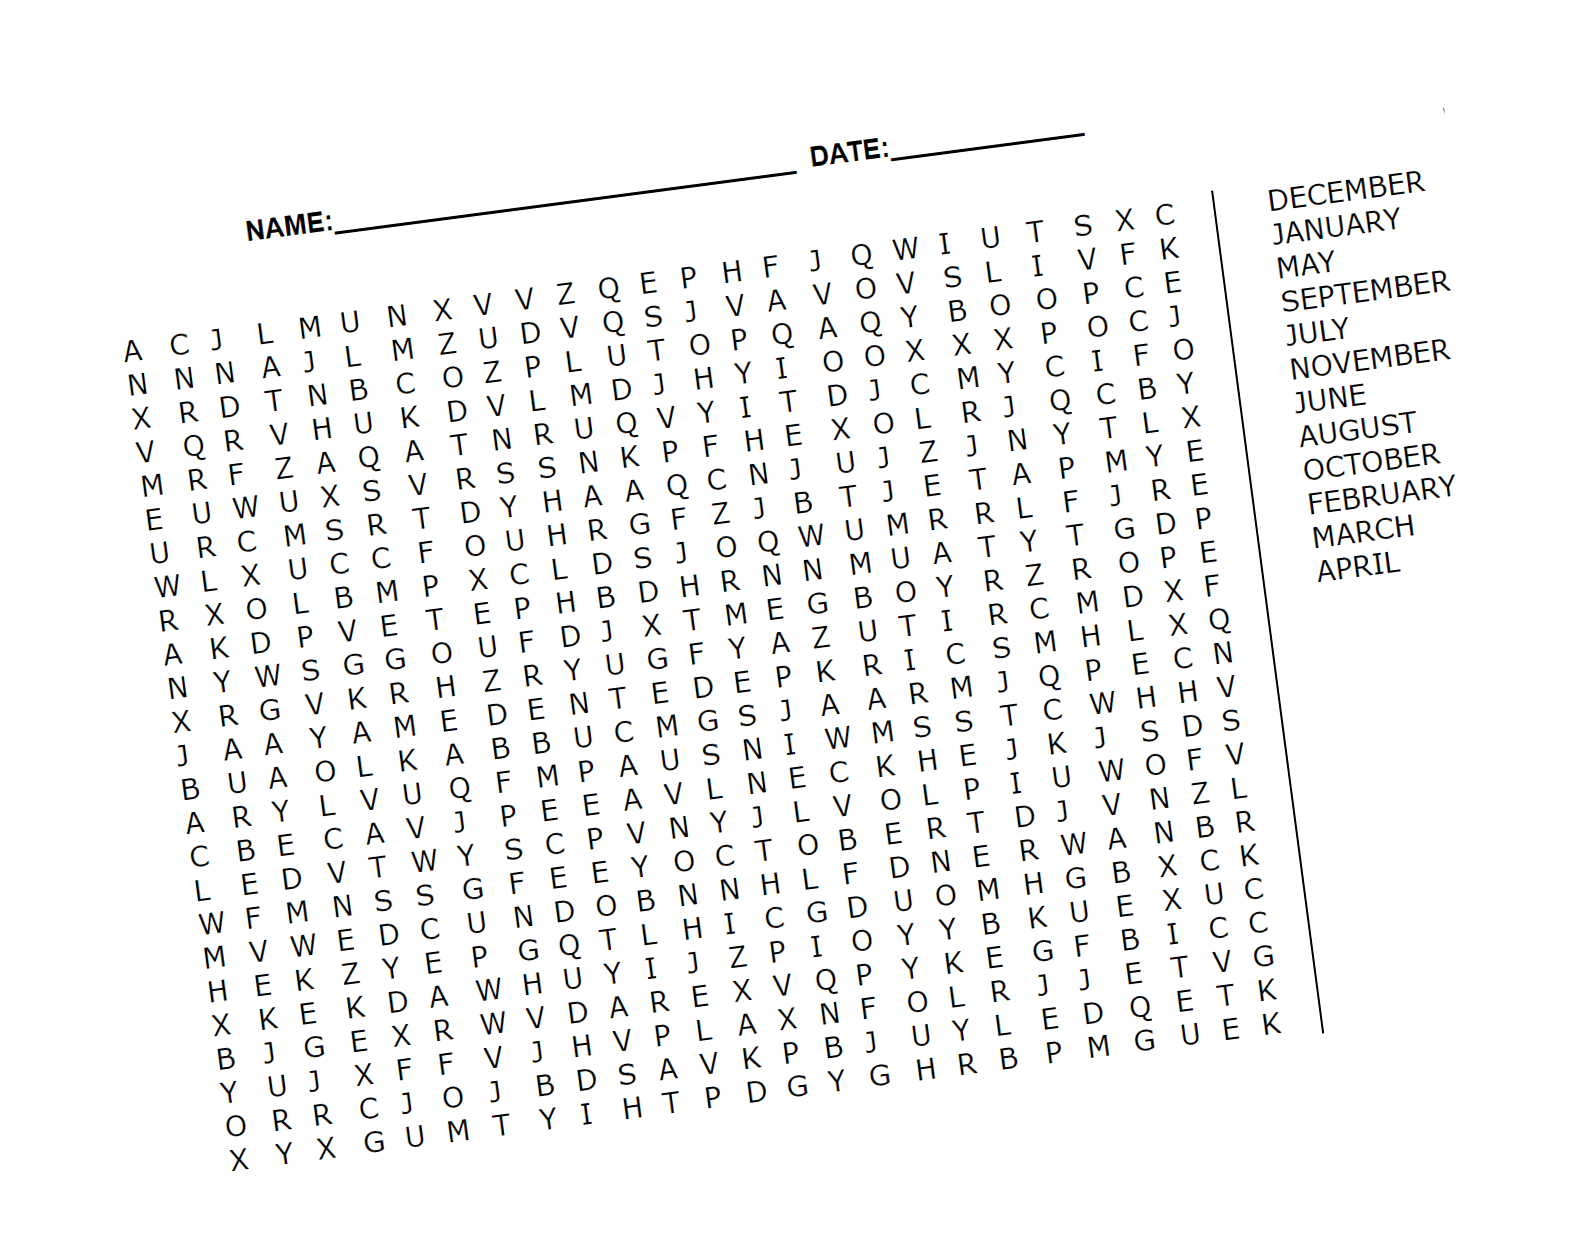 NAME: DATE:
A C J L M U N X V V Z Q E P H F J Q W I U T S X C
N N N A J L M Z U D V Q S J V A V O V S L I V F K
X R D T N B C O Z P L U T O P Q A Q Y B O O P C E
V Q R V H U K D V L M D J H Y I O O X X X P O C J
M R F Z A Q A T N R U Q V Y I T D J C M Y C I F O
E U W U X S V R S S N K P F H E X O L R J Q C B Y
U R C M S R T D Y H A A Q C N J U J Z J N Y T L X
W L X U C C F O U H R G F Z J B T J E T A P M Y E
R X O L B M P X C L D S J O Q W U M R R L F J R E
A K D P V E T E P H B D H R N N M U A T Y T G D P
N Y W S G G O U F D J X T M E G B O Y R Z R O P E
X R G V K R H Z R Y U G F Y A Z U T I R C M D X F
J A A Y A M E D E N T E D E P K R I C S M H L X Q
B U A O L K A B B U C M G S J A A R M J Q P E C N
A R Y L V U Q F M P A U S N I W M S S T C W H H V
C B E C A V J P E E A V L N E C K H E J K J S D S
L E D V T W Y S C P V N Y J L V O L P I U W O F V
W F M N S S G F E E Y O C T O B E R T D J V N Z L
M V W E D C U N D O B N N H L F D N E R W A N B R
H E K Z Y E P G Q T L H I C G D U O M H G B X C K
X K E K D A W H U Y I J Z P I O Y Y B K U E X U C
B J G E X R W V D A R E X V Q P Y K E G F B I C C
Y U J X F F V J H V P L A X N F O L R J J E T V G
O R R C J O J B D S A V K P B J U Y L E D Q E T K
X Y X G U M T Y I H T P D G Y G H R B P M G U E K
DECEMBER
JANUARY
MAY
SEPTEMBER
JULY
NOVEMBER
JUNE
AUGUST
OCTOBER
FEBRUARY
MARCH
APRIL